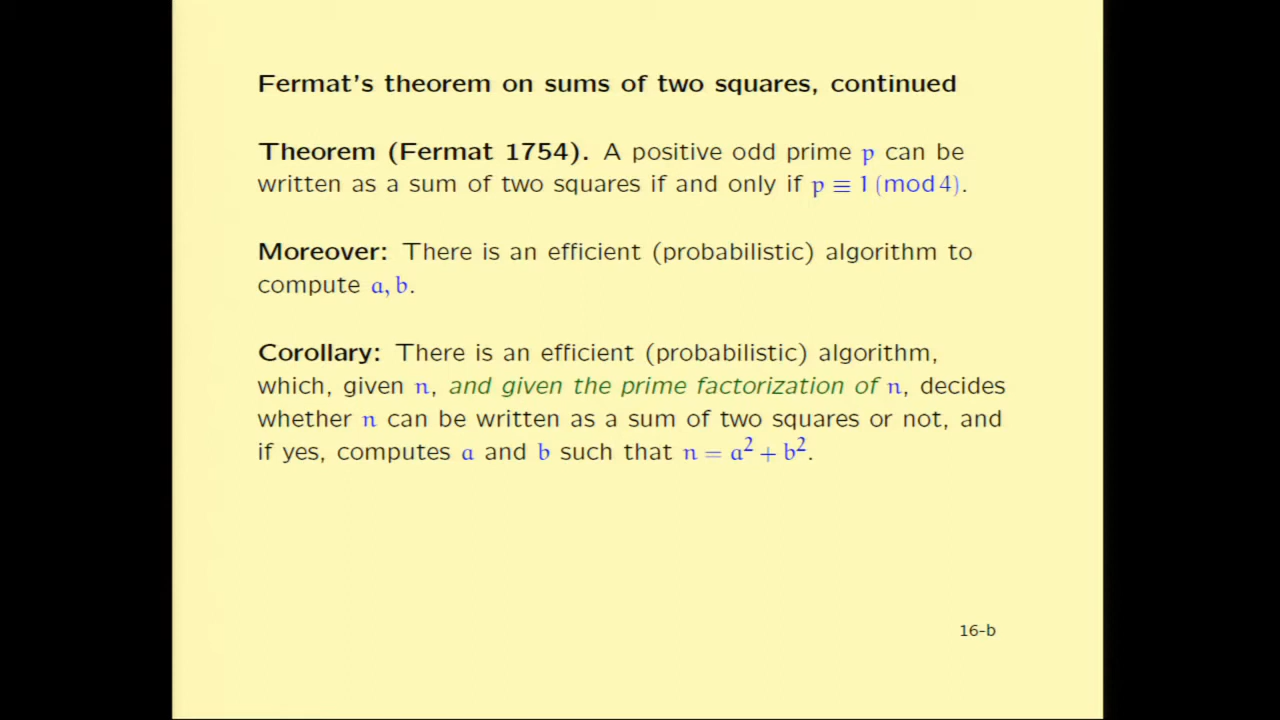 Fermat's theorem on sums of two squares, continued
Theorem (Fermat 1754). A positive odd prime p can be
written as a sum of two squares if and only if p ≡ 1 (mod 4).
Moreover: There is an efficient (probabilistic) algorithm to
compute a, b.
Corollary: There is an efficient (probabilistic) algorithm,
which, given n, and given the prime factorization of n, decides
whether n can be written as a sum of two squares or not, and
if yes, computes a and b such that n = a² + b².
16-b